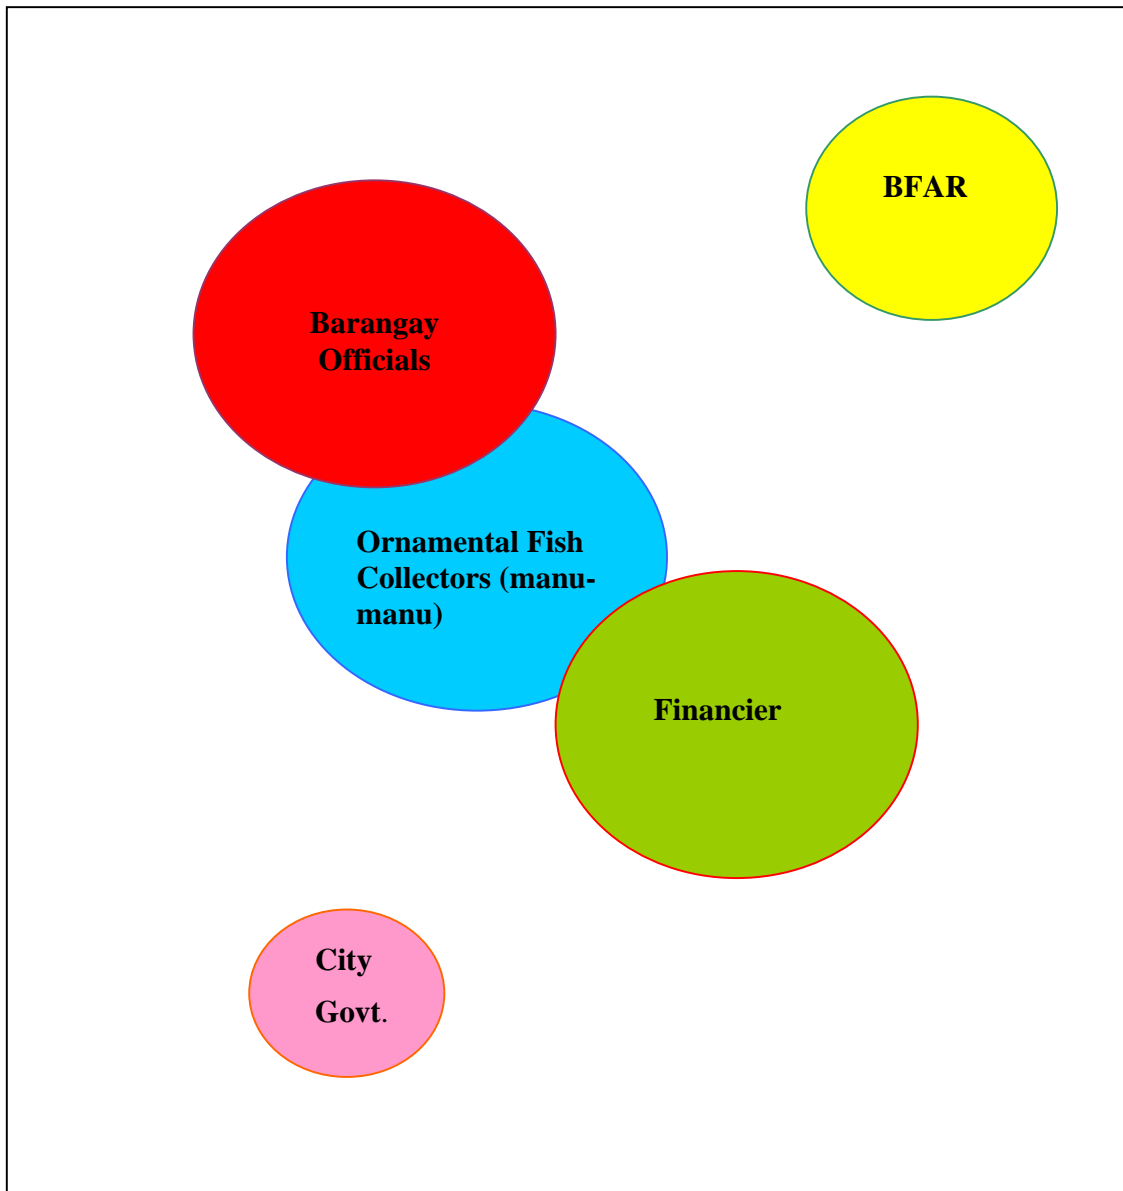 BFAR
Barangay
Officials
Ornamental Fish
Collectors (manu-
manu)
Financier
City
Govt.